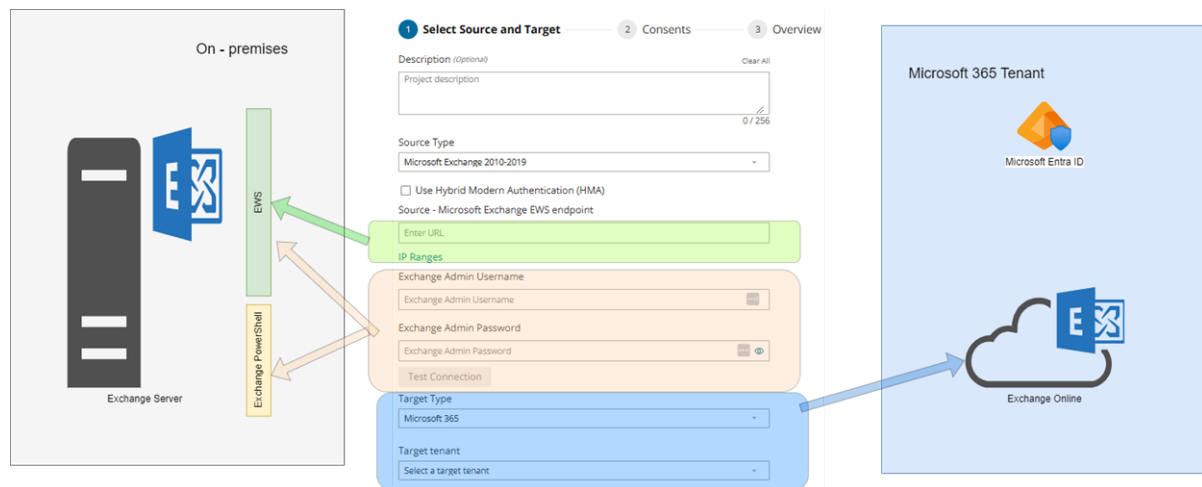 On - premises
EWS
Exchange PowerShell
Exchange Server
1 Select Source and Target 2 Consents 3 Overview
Description (Optional) Clear All
Project description
0 / 256
Source Type
Microsoft Exchange 2010-2019
Use Hybrid Modern Authentication (HMA)
Source - Microsoft Exchange EWS endpoint
Enter URL
IP Ranges
Exchange Admin Username
Exchange Admin Username
Exchange Admin Password
Exchange Admin Password
Test Connection
Target Type
Microsoft 365
Target tenant
Select a target tenant
Microsoft 365 Tenant
Microsoft Entra ID
E
E
Exchange Online